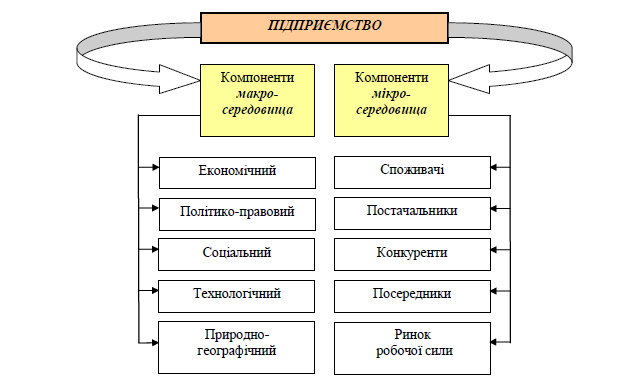 ПІДПРИЄМСТВО
Компоненти
макро-
середовища
Компоненти
мікро-
середовища
Економічний
Політико-правовий
Соціальний
Технологічний
Природно-
географічний
Споживачі
Постачальники
Конкуренти
Посередники
Ринок
робочої сили